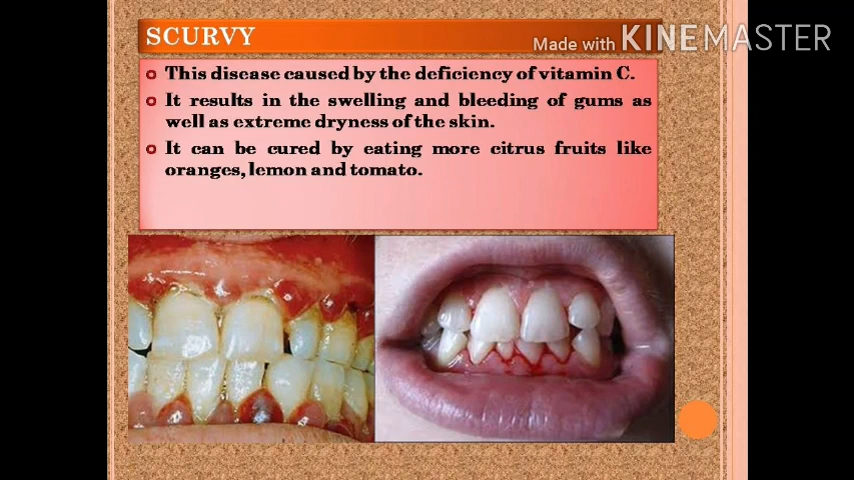 SCURVY
Made with KINEMASTER
This disease caused by the deficiency of vitamin C.
It results in the swelling and bleeding of gums as
well as extreme dryness of the skin.
It can be cured by eating more citrus fruits like
oranges, lemon and tomato.